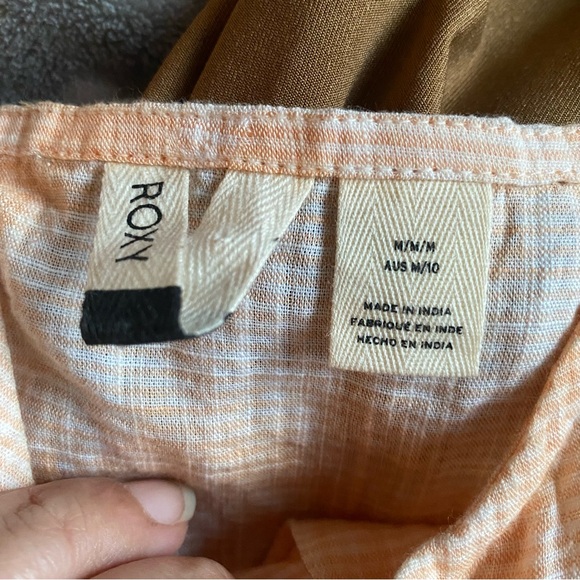 ROXY
M/M/M
AUS M/10
MADE IN INDIA
FABRIQUÉ EN INDE
HECHO EN INDIA